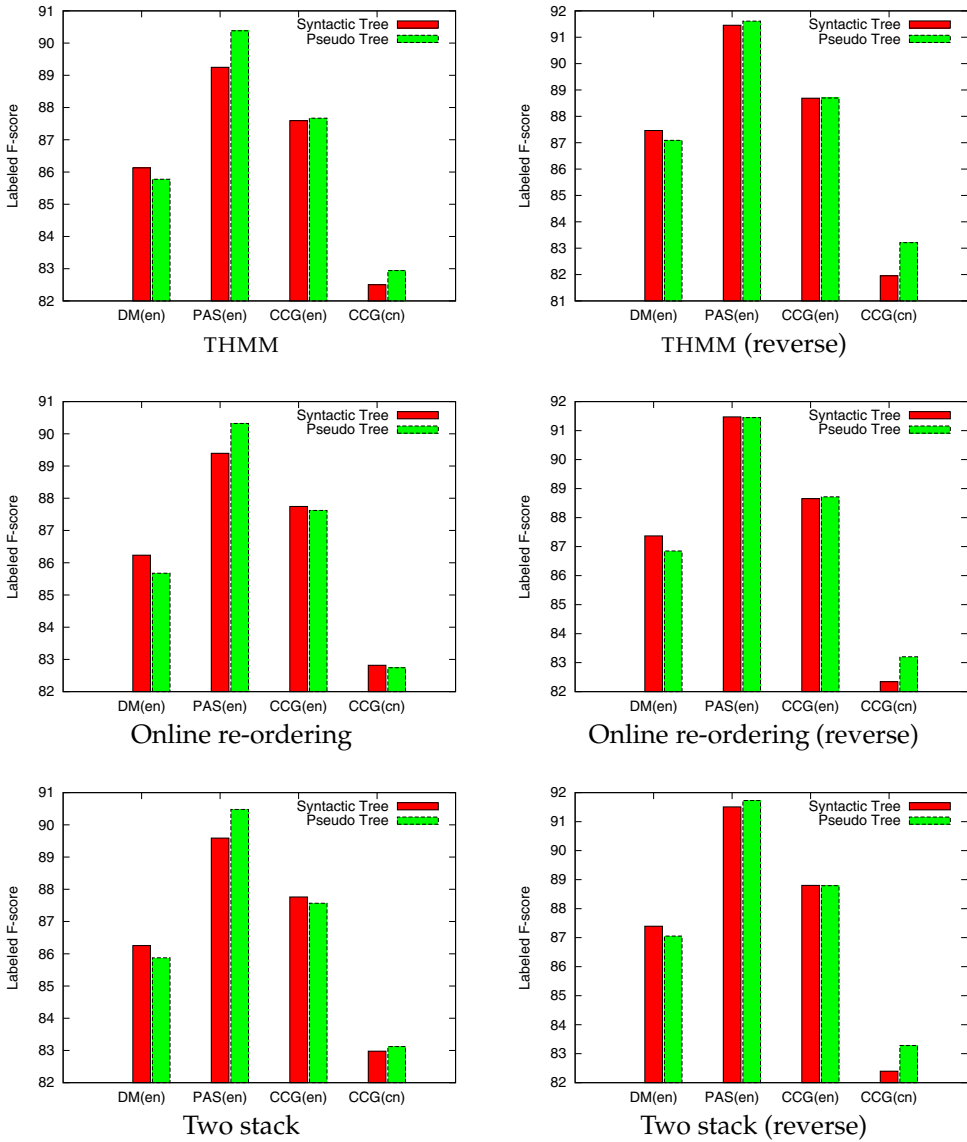 91
90
89
88
87
86
85
84
83
82
Labeled F-score
Syntactic Tree
Pseudo Tree
DM(en) PAS(en) CCG(en) CCG(cn)
THMM
92
91
90
89
88
87
86
85
84
83
82
81
Labeled F-score
Syntactic Tree
Pseudo Tree
DM(en) PAS(en) CCG(en) CCG(cn)
THMM (reverse)
91
90
89
88
87
86
85
84
83
82
Labeled F-score
Syntactic Tree
Pseudo Tree
DM(en) PAS(en) CCG(en) CCG(cn)
Online re-ordering
92
91
90
89
88
87
86
85
84
83
82
Labeled F-score
Syntactic Tree
Pseudo Tree
DM(en) PAS(en) CCG(en) CCG(cn)
Online re-ordering (reverse)
91
90
89
88
87
86
85
84
83
82
Labeled F-score
Syntactic Tree
Pseudo Tree
DM(en) PAS(en) CCG(en) CCG(cn)
Two stack
92
91
90
89
88
87
86
85
84
83
82
Labeled F-score
Syntactic Tree
Pseudo Tree
DM(en) PAS(en) CCG(en) CCG(cn)
Two stack (reverse)